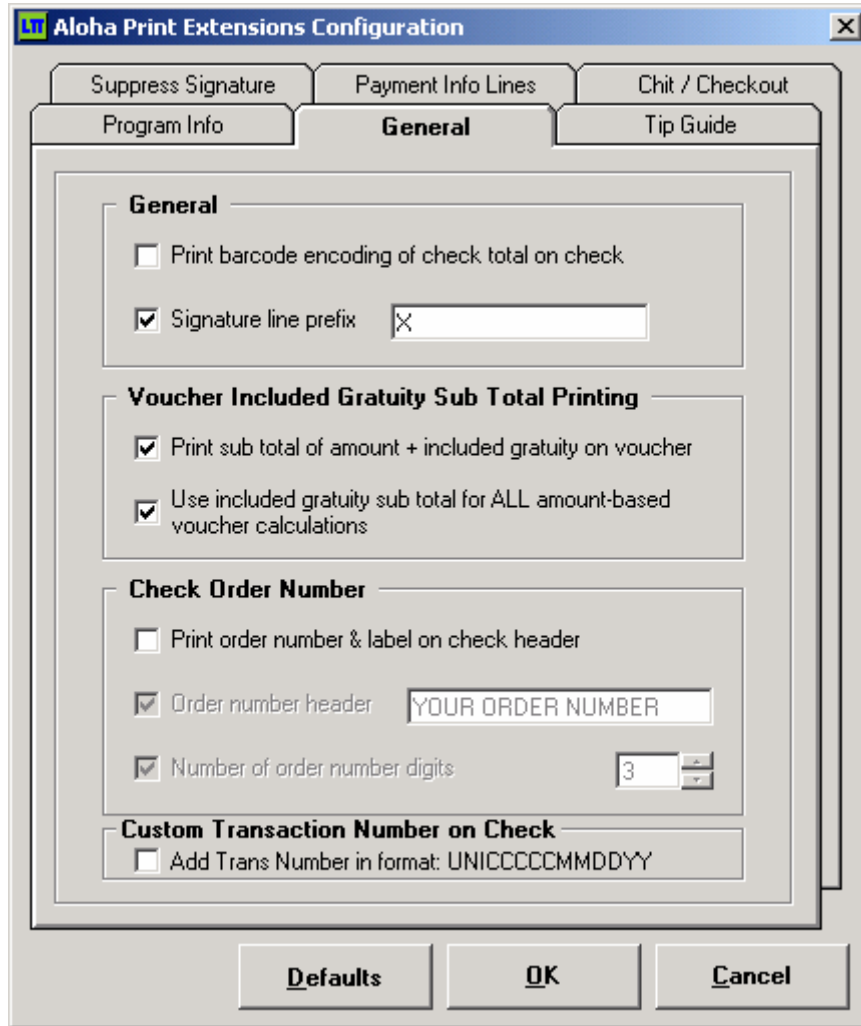 LTT Aloha Print Extensions Configuration
Suppress Signature Payment Info Lines Chit / Checkout
Program Info General Tip Guide
General
Print barcode encoding of check total on check
Signature line prefix X
Voucher Included Gratuity Sub Total Printing
Print sub total of amount + included gratuity on voucher
Use included gratuity sub total for ALL amount-based
voucher calculations
Check Order Number
Print order number & label on check header
Order number header YOUR ORDER NUMBER
Number of order number digits 3
Custom Transaction Number on Check
Add Trans Number in format: UNICCCCCMMDDYY
Defaults OK Cancel